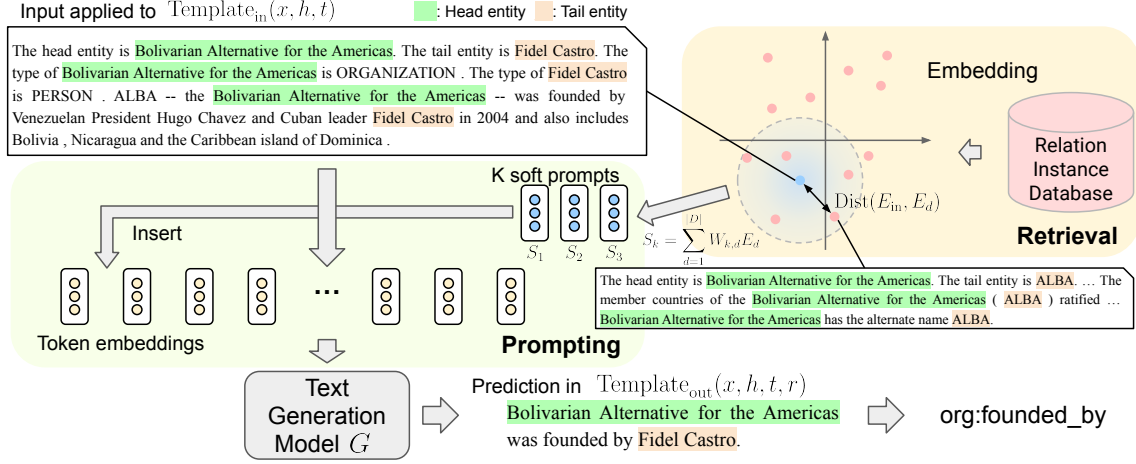 Input applied to Template_in(x, h, t)
: Head entity : Tail entity
The head entity is Bolivarian Alternative for the Americas. The tail entity is Fidel Castro. The
type of Bolivarian Alternative for the Americas is ORGANIZATION . The type of Fidel Castro
is PERSON . ALBA -- the Bolivarian Alternative for the Americas -- was founded by
Venezuelan President Hugo Chavez and Cuban leader Fidel Castro in 2004 and also includes
Bolivia , Nicaragua and the Caribbean island of Dominica .
Embedding
Relation
Instance
Database
Dist(E_in, E_d)
Retrieval
K soft prompts
S_1 S_2 S_3
S_k = \sum_{d=1}^{|D|} W_{k,d} E_d
Insert
...
Token embeddings
Prompting
The head entity is Bolivarian Alternative for the Americas. The tail entity is ALBA. … The
member countries of the Bolivarian Alternative for the Americas ( ALBA ) ratified …
Bolivarian Alternative for the Americas has the alternate name ALBA.
Text
Generation
Model G
Prediction in Template_out(x, h, t, r)
Bolivarian Alternative for the Americas
was founded by Fidel Castro.
org:founded_by